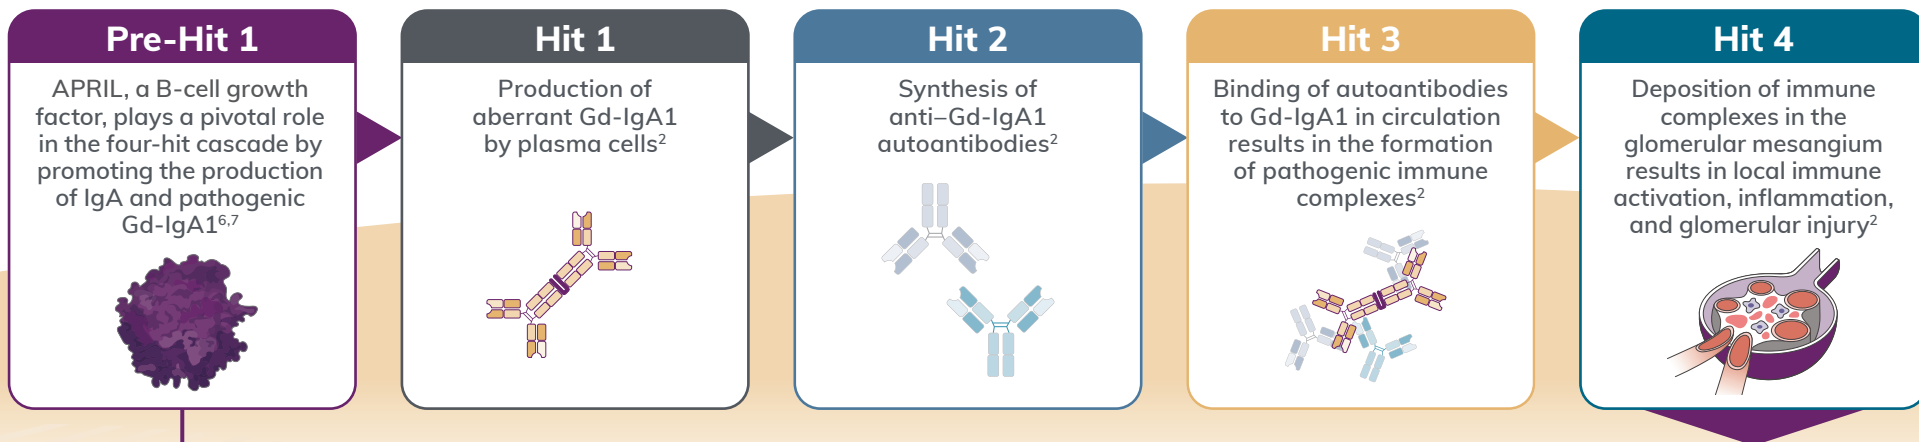 Pre-Hit 1
APRIL, a B-cell growth
factor, plays a pivotal role
in the four-hit cascade by
promoting the production
of IgA and pathogenic
Gd-IgA1⁶,⁷
Hit 1
Production of
aberrant Gd-IgA1
by plasma cells²
Hit 2
Synthesis of
anti–Gd-IgA1
autoantibodies²
Hit 3
Binding of autoantibodies
to Gd-IgA1 in circulation
results in the formation
of pathogenic immune
complexes²
Hit 4
Deposition of immune
complexes in the
glomerular mesangium
results in local immune
activation, inflammation,
and glomerular injury²